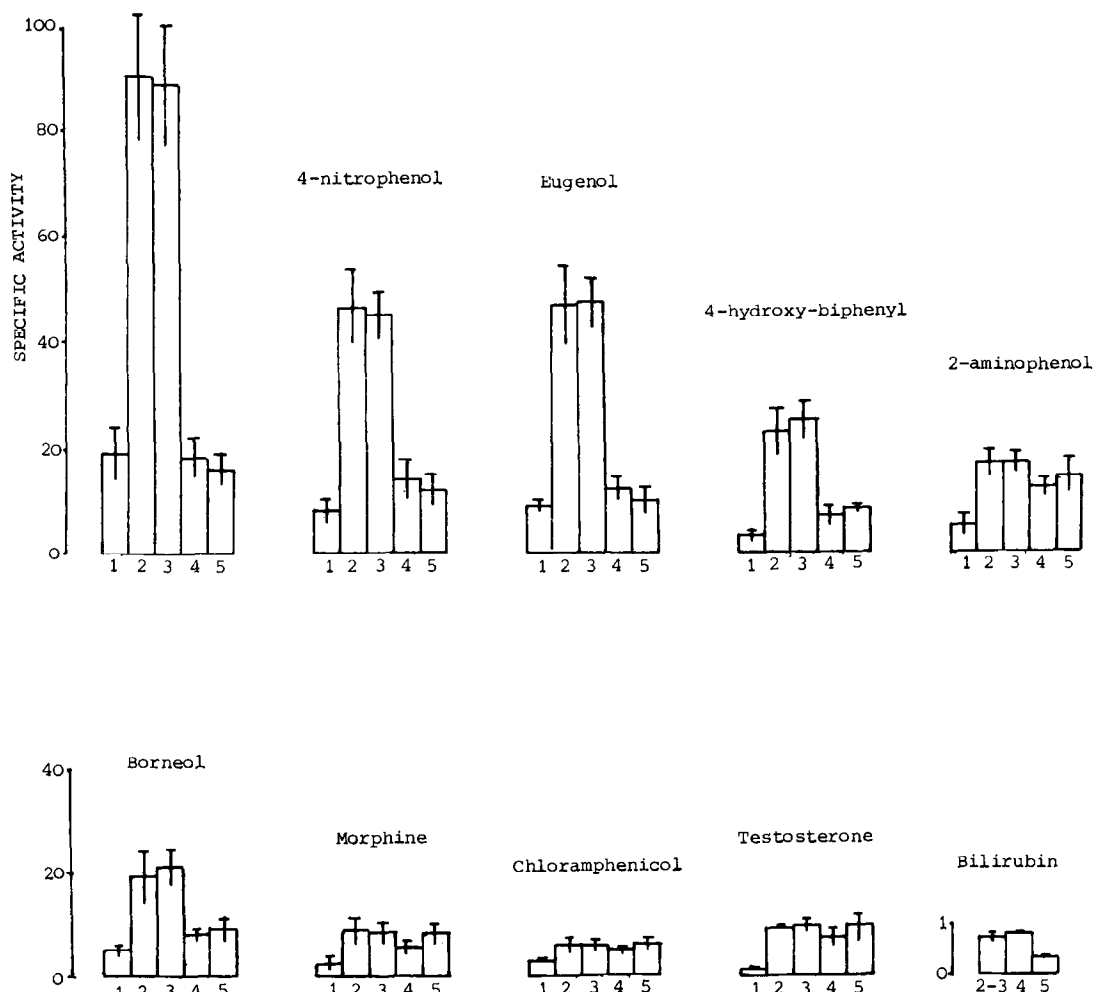 100
80
60
40
20
0
SPECIFIC ACTIVITY
4-nitrophenol
Eugenol
4-hydroxy-biphenyl
2-aminophenol
1 2 3 4 5
1 2 3 4 5
1 2 3 4 5
1 2 3 4 5
1 2 3 4 5
40
20
0
Borneol
Morphine
Chloramphenicol
Testosterone
Bilirubin
1
0
1 2 3 4 5
1 2 3 4 5
1 2 3 4 5
1 2 3 4 5
2-3 4 5